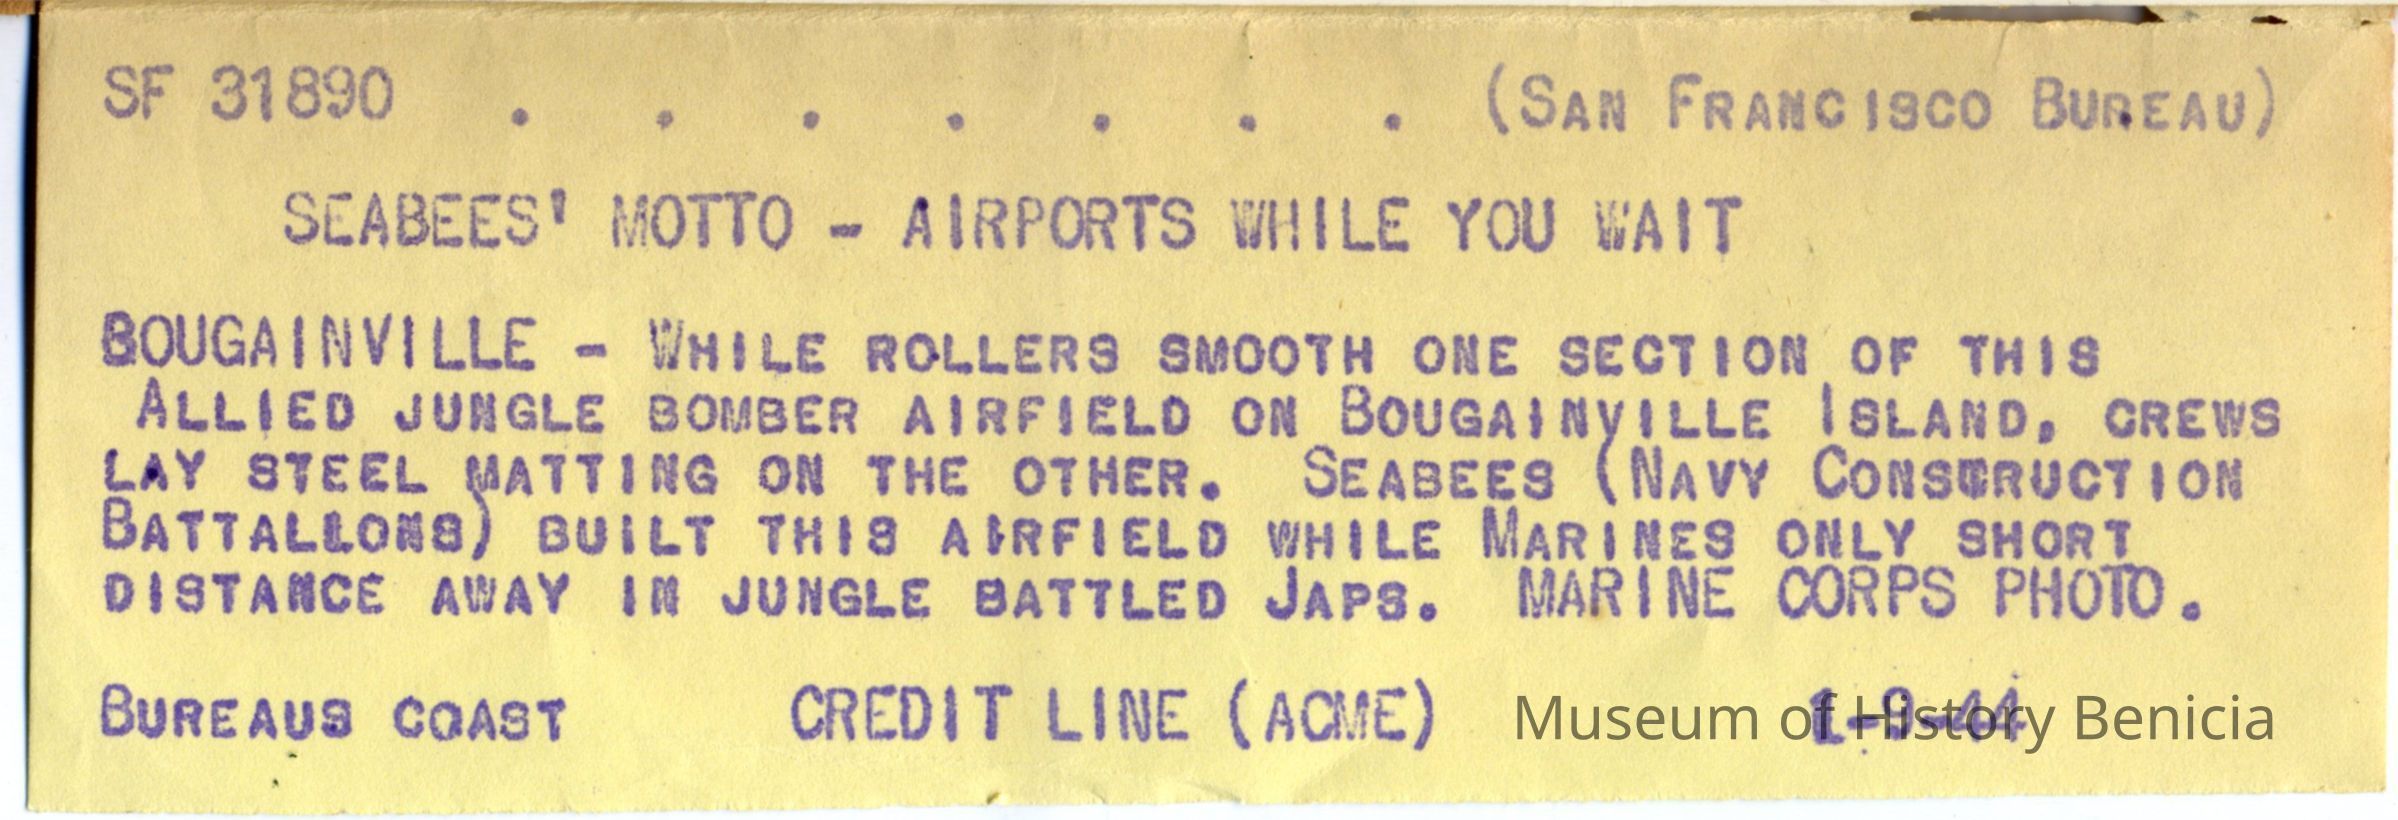 SF 31890 . . . . . . . (San Francisco Bureau)
SEABEES' MOTTO - AIRPORTS WHILE YOU WAIT
BOUGAINVILLE - While rollers smooth one section of this
Allied jungle bomber airfield on Bougainville Island, crews
lay steel matting on the other. Seabees (Navy Construction
Battalions) built this airfield while Marines only short
distance away in jungle battled Japs. MARINE CORPS PHOTO.
Bureaus coast CREDIT LINE (ACME) 1-9-44
Museum of History Benicia